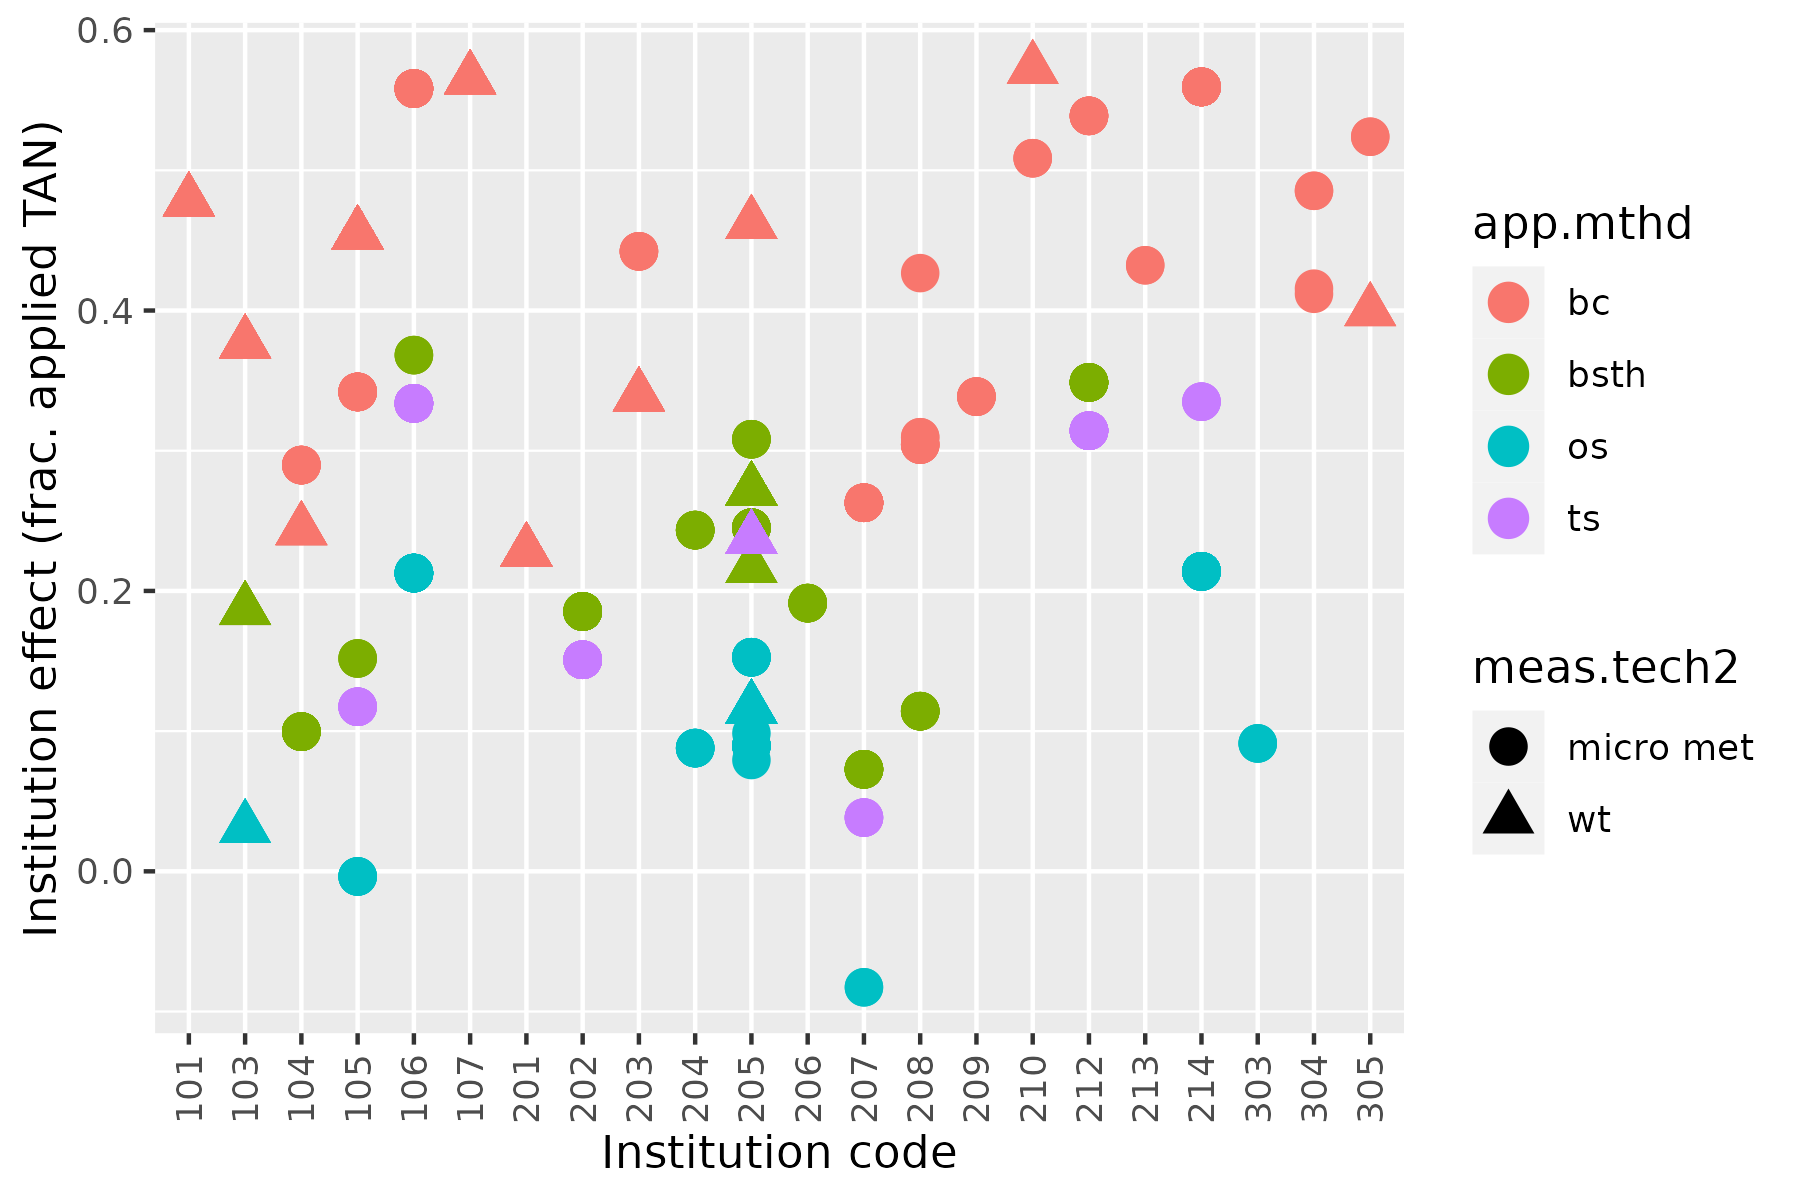 Institution effect (frac. applied TAN)
0.6
0.4
0.2
0.0
101 103 104 105 106 107 201 202 203 204 205 206 207 208 209 210 212 213 214 303 304 305
Institution code
app.mthd
bc
bsth
os
ts
meas.tech2
micro met
wt